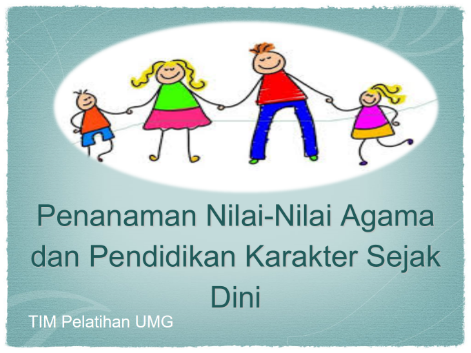 Penanaman Nilai-Nilai Agama
dan Pendidikan Karakter Sejak
Dini
TIM Pelatihan UMG